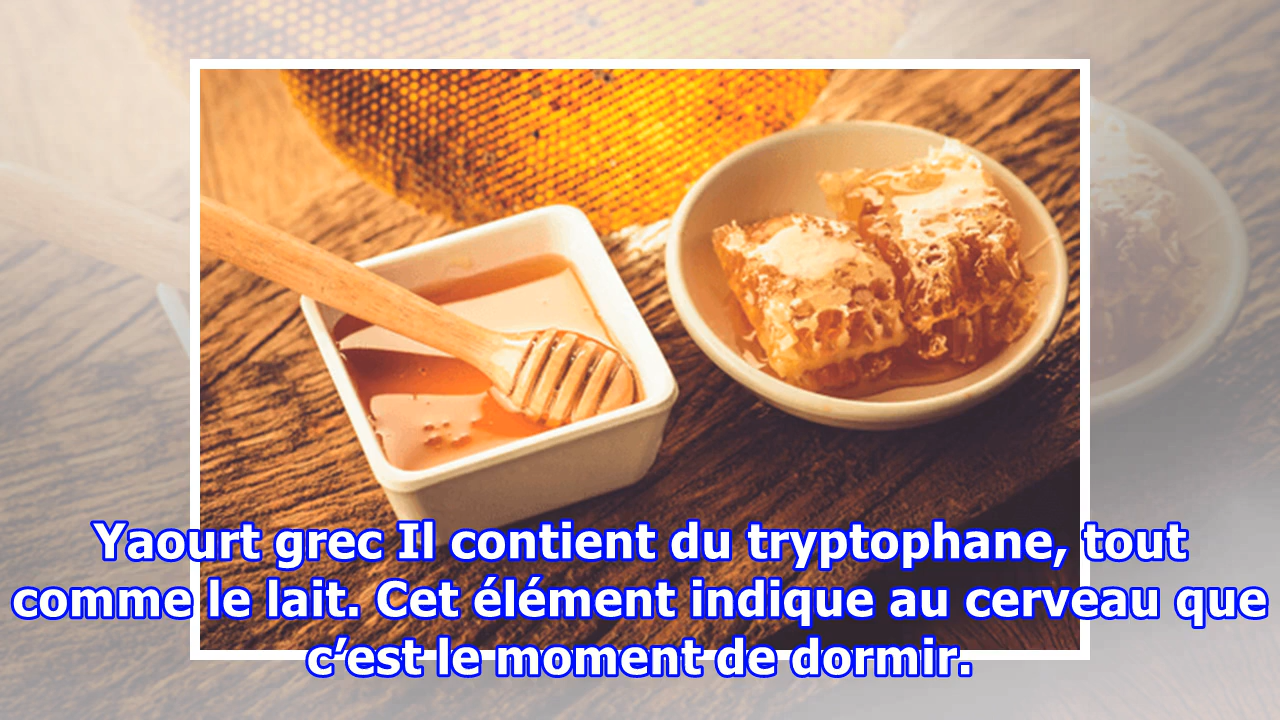 Yaourt grec Il contient du tryptophane, tout
comme le lait. Cet élément indique au cerveau que
c’est le moment de dormir.